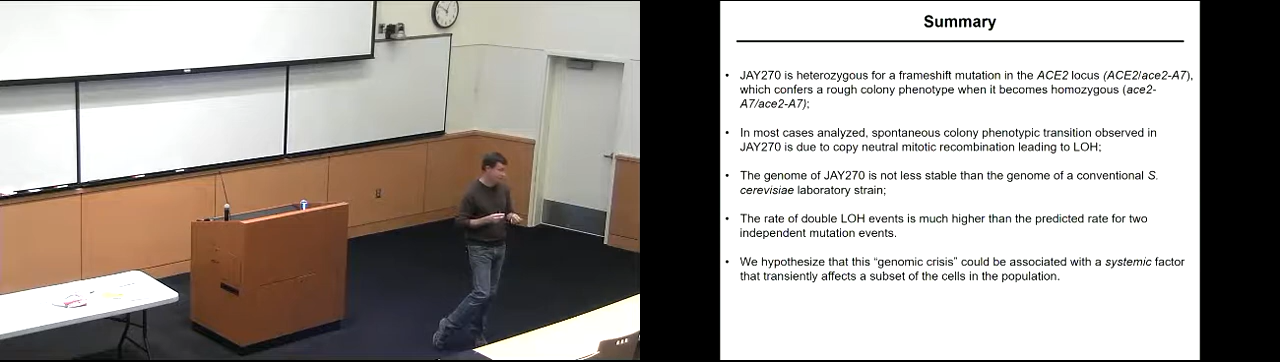 Summary
• JAY270 is heterozygous for a frameshift mutation in the ACE2 locus (ACE2/ace2-A7),
which confers a rough colony phenotype when it becomes homozygous (ace2-
A7/ace2-A7);
• In most cases analyzed, spontaneous colony phenotypic transition observed in
JAY270 is due to copy neutral mitotic recombination leading to LOH;
• The genome of JAY270 is not less stable than the genome of a conventional S.
cerevisiae laboratory strain;
• The rate of double LOH events is much higher than the predicted rate for two
independent mutation events.
• We hypothesize that this “genomic crisis” could be associated with a systemic factor
that transiently affects a subset of the cells in the population.